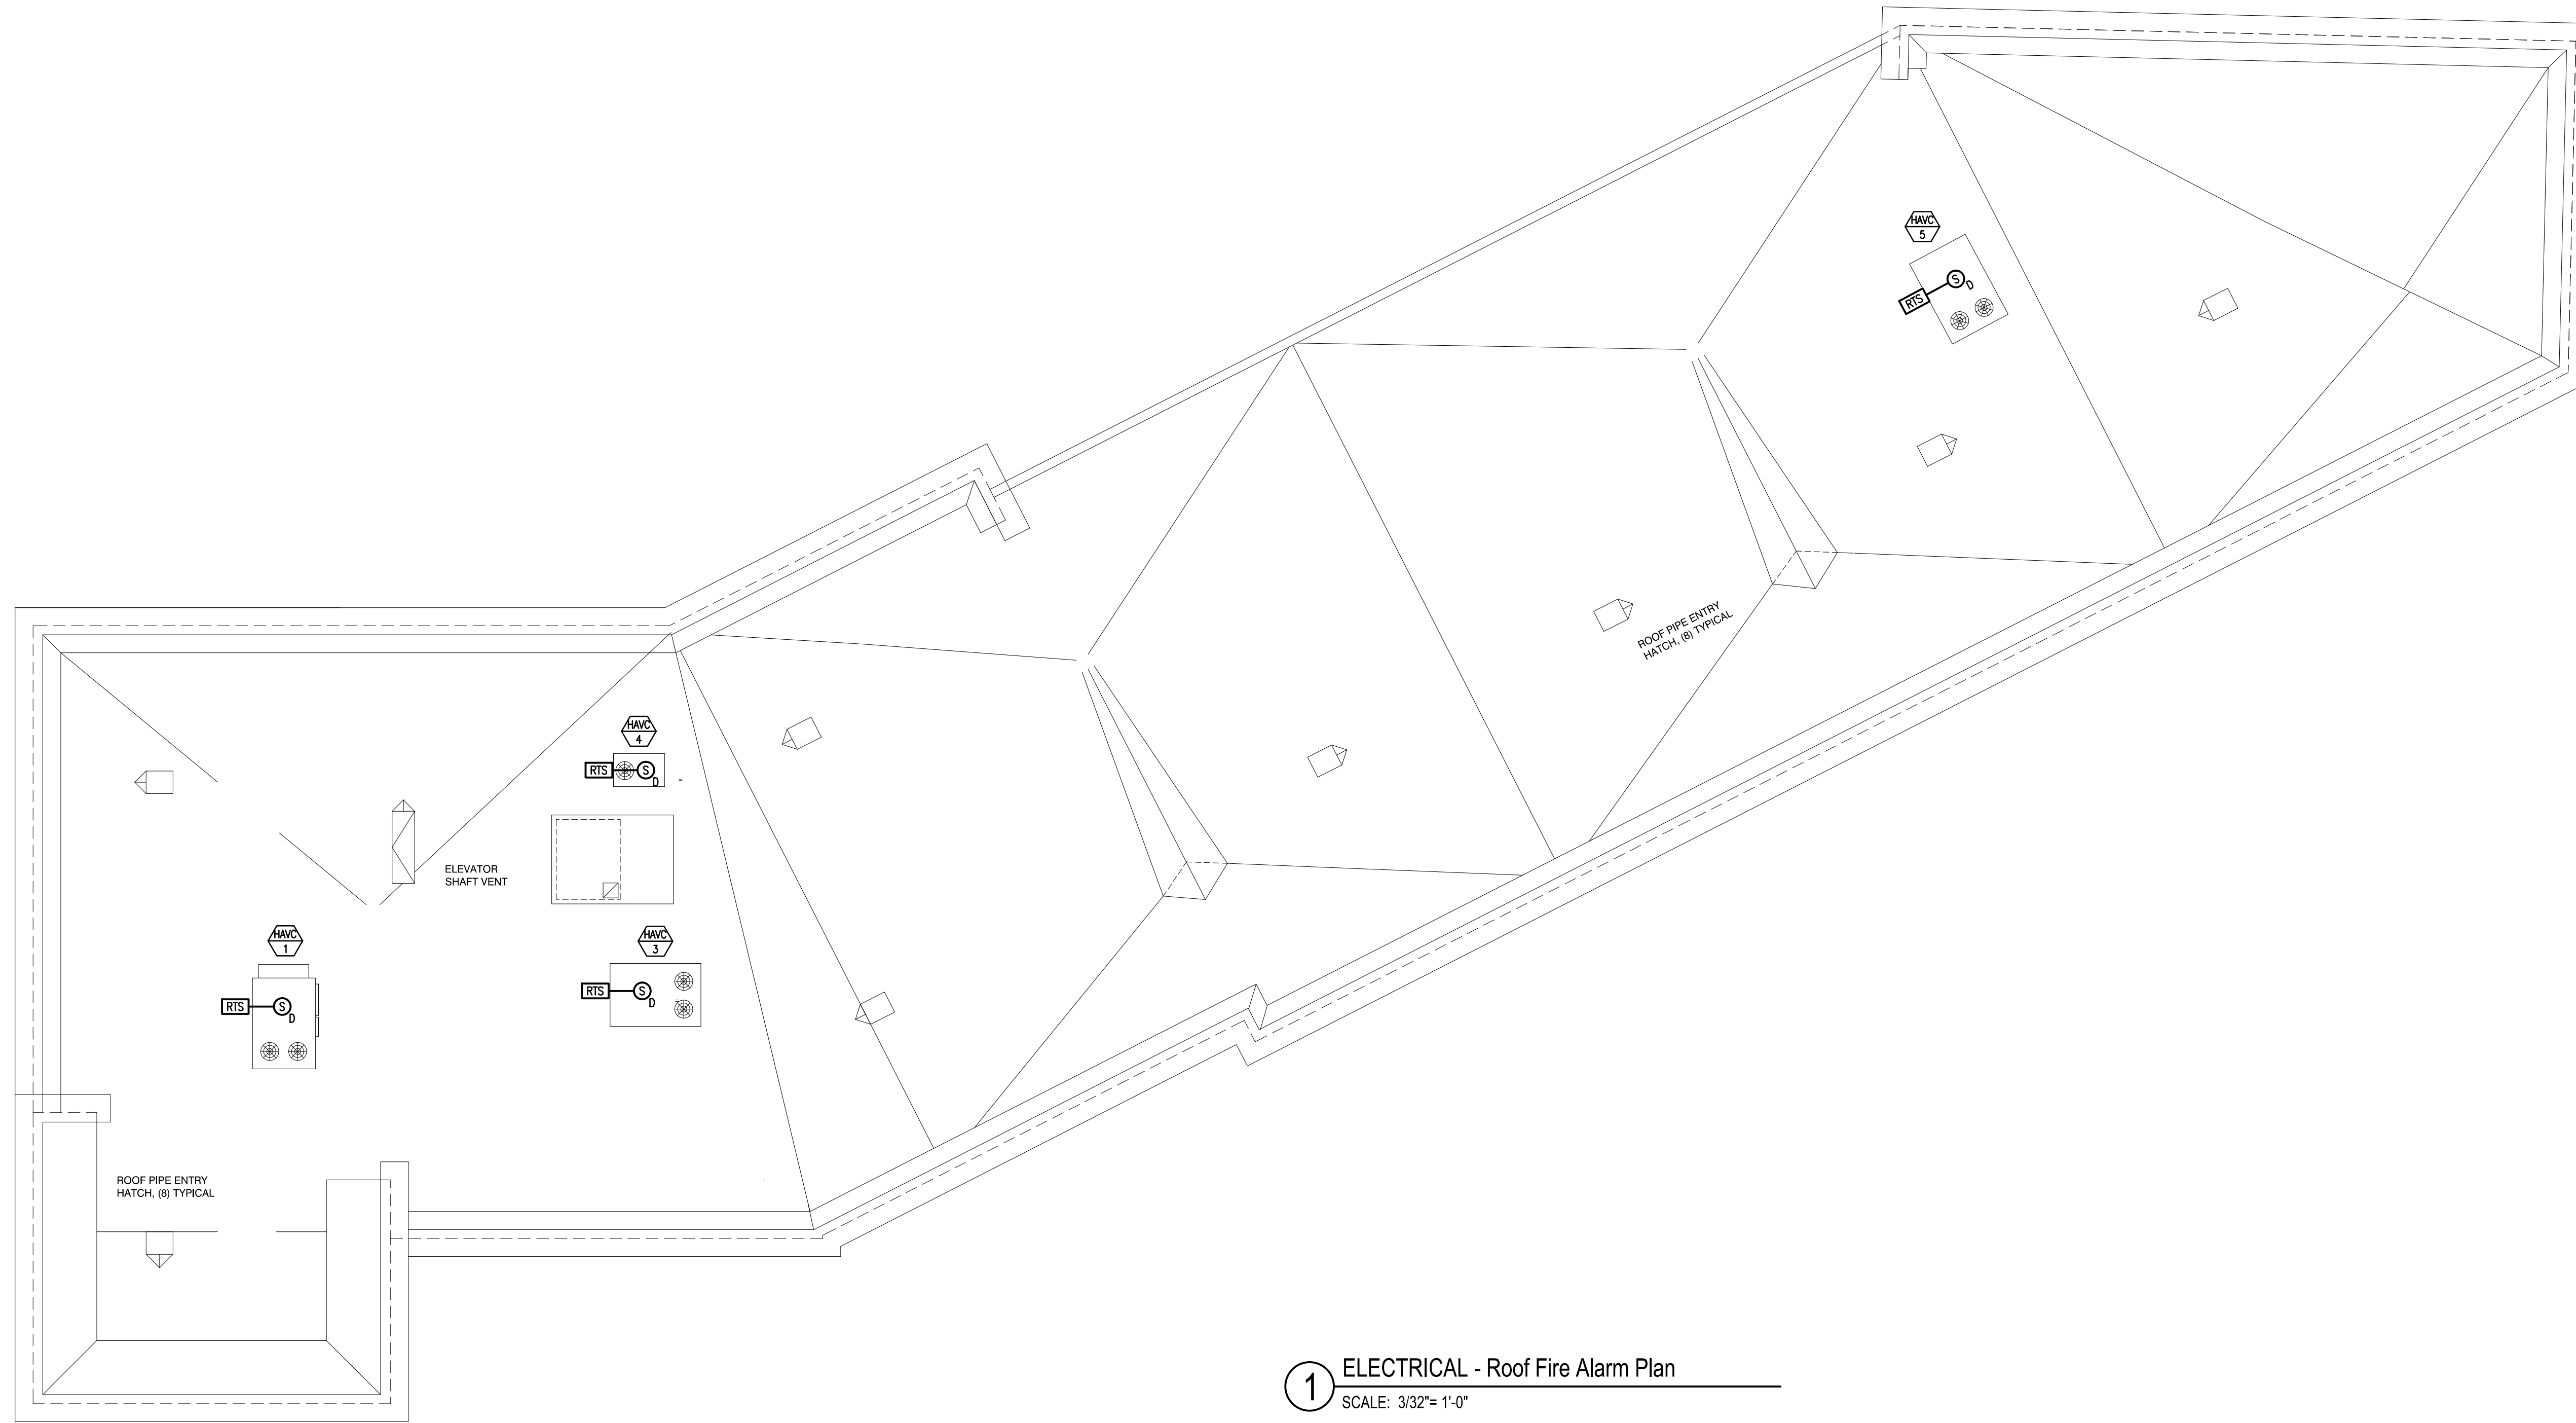 HAVC
5
S
D
RTS
ROOF PIPE ENTRY
HATCH, (8) TYPICAL
HAVC
4
RTS
S
D
ELEVATOR
SHAFT VENT
HAVC
1
RTS
S
D
HAVC
3
RTS
S
D
ROOF PIPE ENTRY
HATCH, (8) TYPICAL
1
ELECTRICAL - Roof Fire Alarm Plan
SCALE: 3/32"= 1'-0"